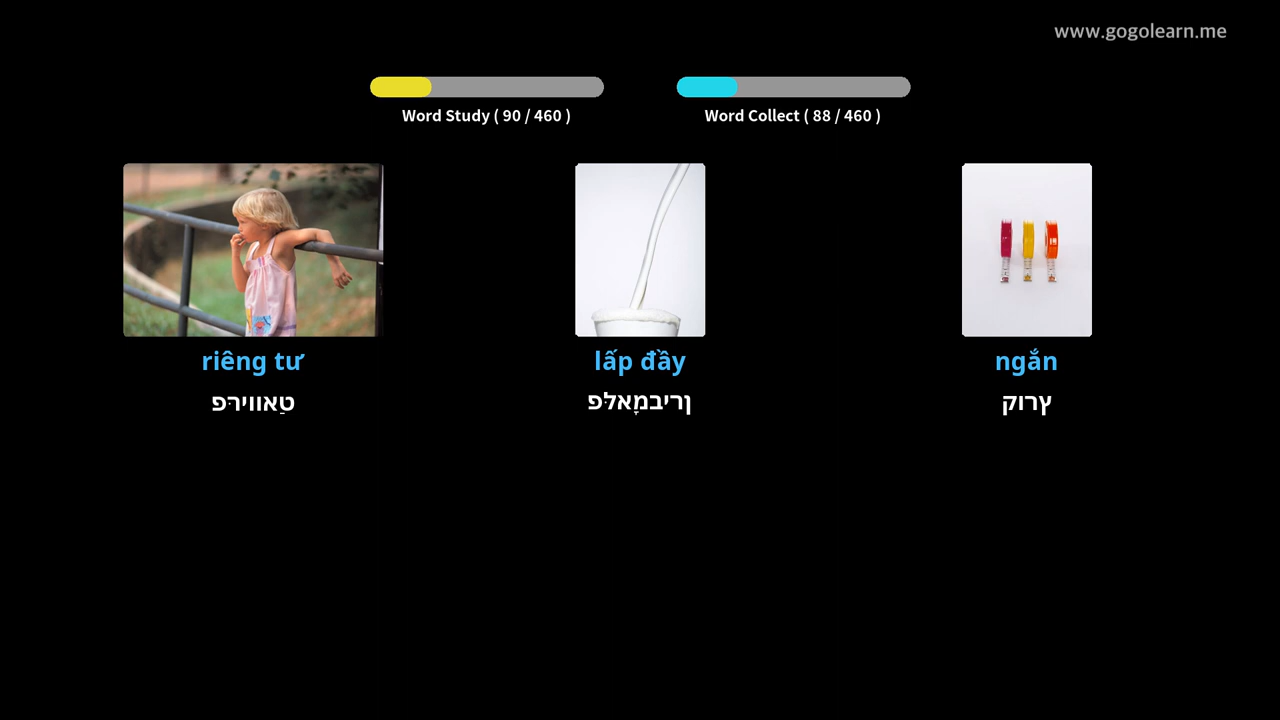 www.gogolearn.me
Word Study ( 90 / 460 )
Word Collect ( 88 / 460 )
riêng tư
טַאווירּפ
lấp đầy
ןריבמָאלּפ
ngắn
ץרוק